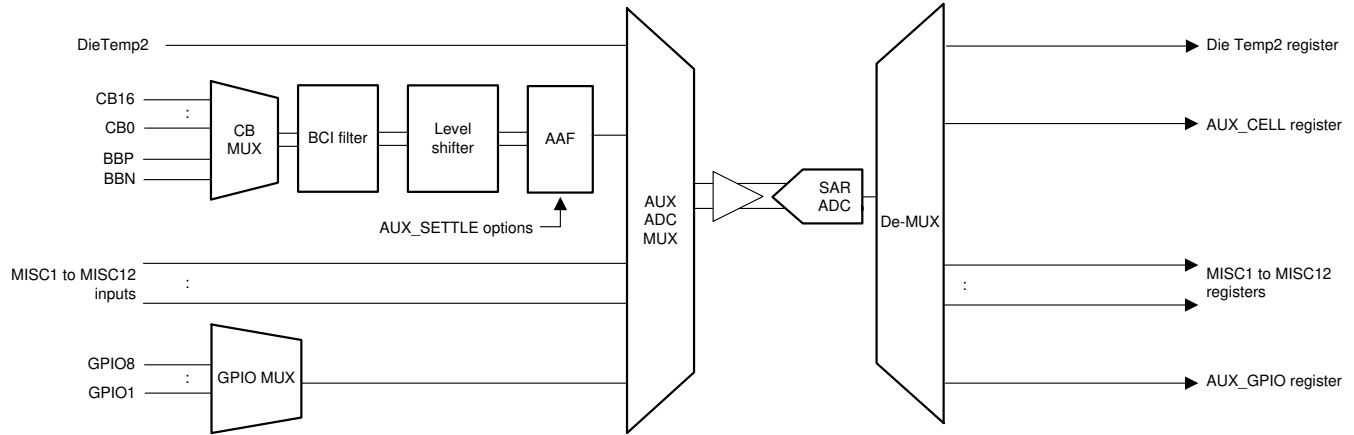 DieTemp2
CB16
:
CB0
BBP
BBN
CB
MUX
BCI filter
Level
shifter
AAF
AUX_SETTLE options
MISC1 to MISC12
inputs
:
GPIO8
:
GPIO1
GPIO MUX
AUX
ADC
MUX
SAR
ADC
De-MUX
Die Temp2 register
AUX_CELL register
:
MISC1 to MISC12
registers
AUX_GPIO register